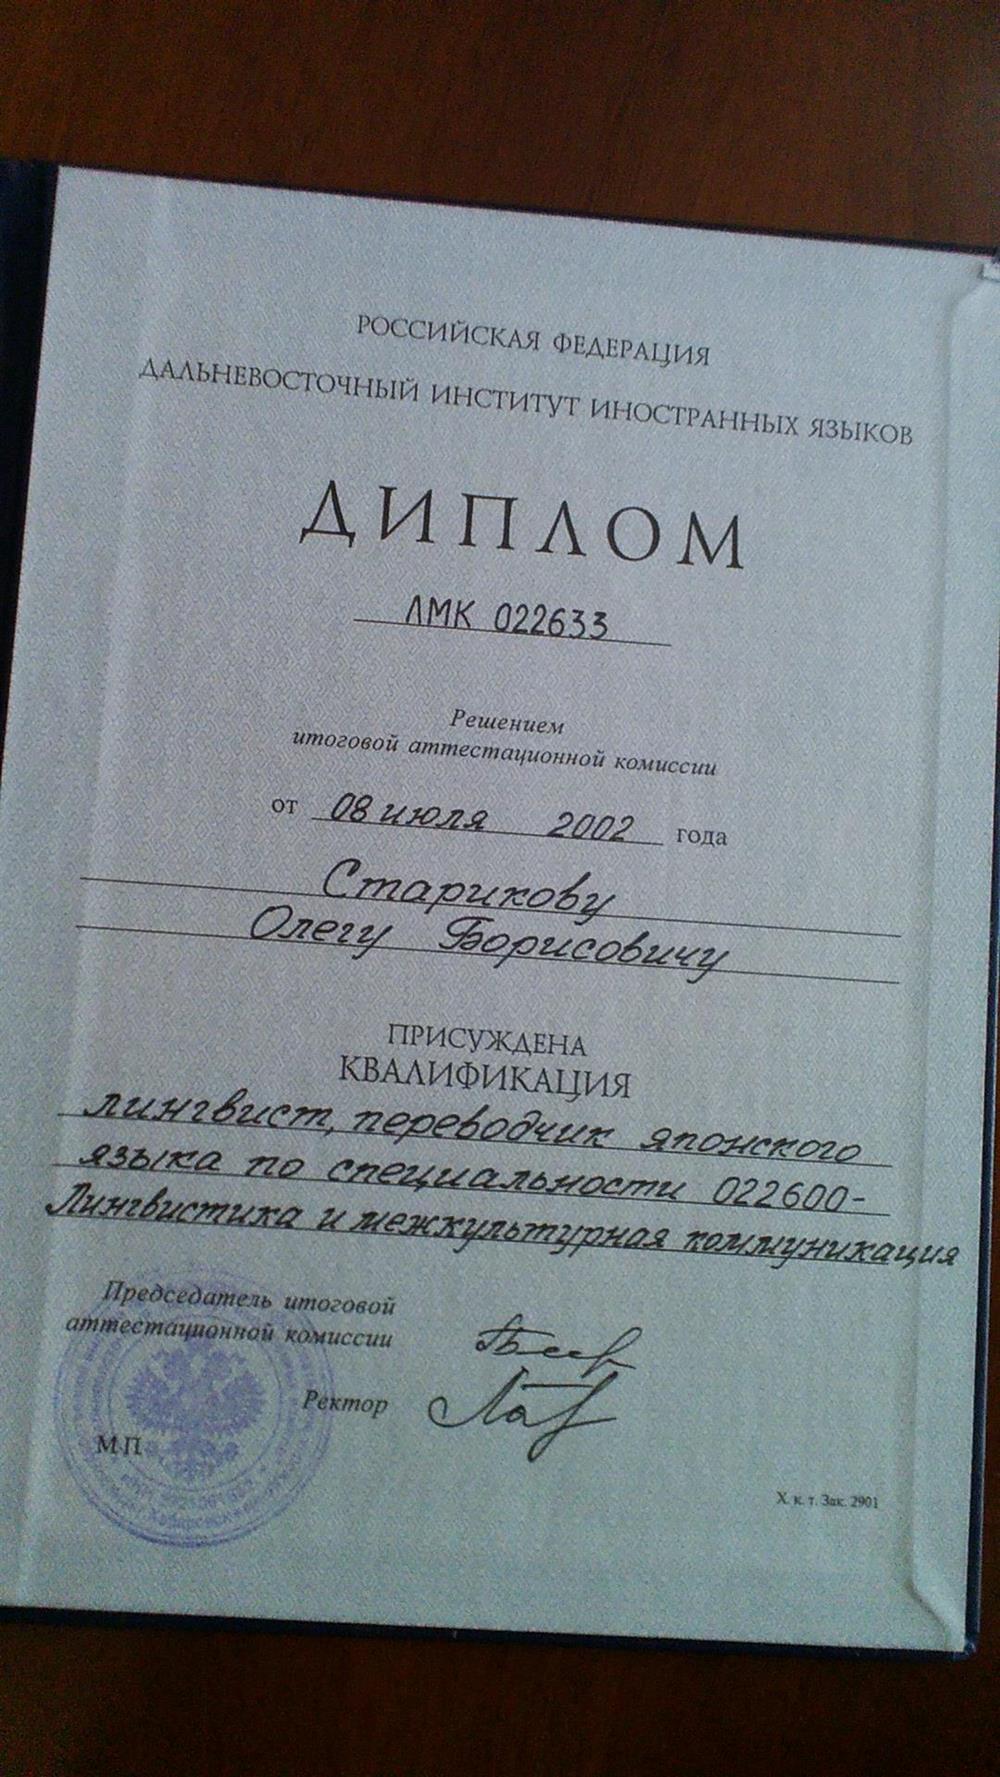 РОССИЙСКАЯ ФЕДЕРАЦИЯ
ДАЛЬНЕВОСТОЧНЫЙ ИНСТИТУТ ИНОСТРАННЫХ ЯЗЫКОВ
ДИПЛОМ
ЛМК 022633
Решением
итоговой аттестационной комиссии
от 08 июля 2002 года
Старикову
Олегу Борисовичу
ПРИСУЖДЕНА
КВАЛИФИКАЦИЯ
лингвист, переводчик японского
языка по специальности 022600-
Лингвистика и межкультурная коммуникация
Председатель итоговой
аттестационной комиссии
Ректор
М.П.
Х. к. т. Зак. 2901